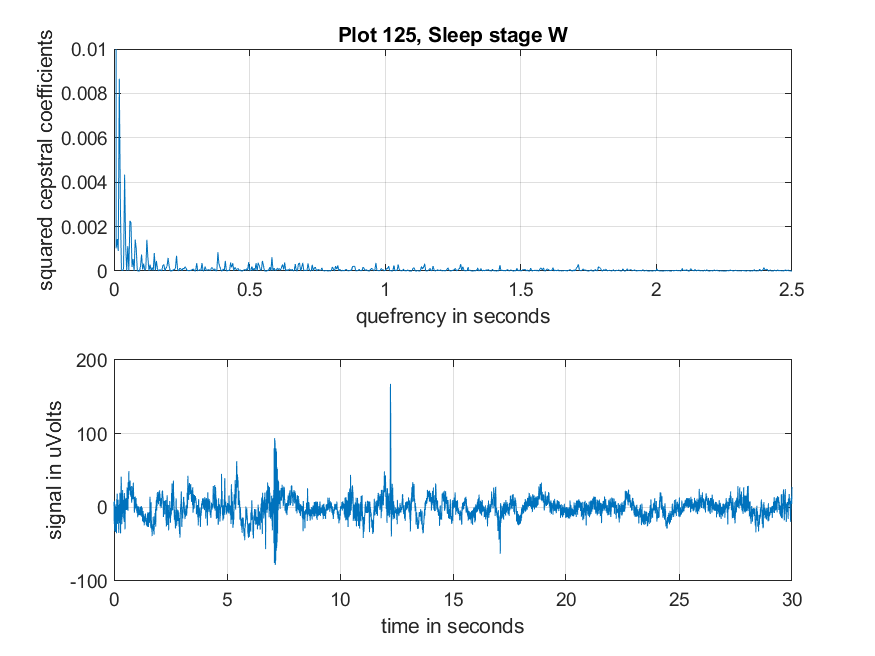 Plot 125, Sleep stage W
squared cepstral coefficients
0.01
0.008
0.006
0.004
0.002
0
0 0.5 1 1.5 2 2.5
quefrency in seconds
signal in uVolts
200
100
0
-100
0 5 10 15 20 25 30
time in seconds